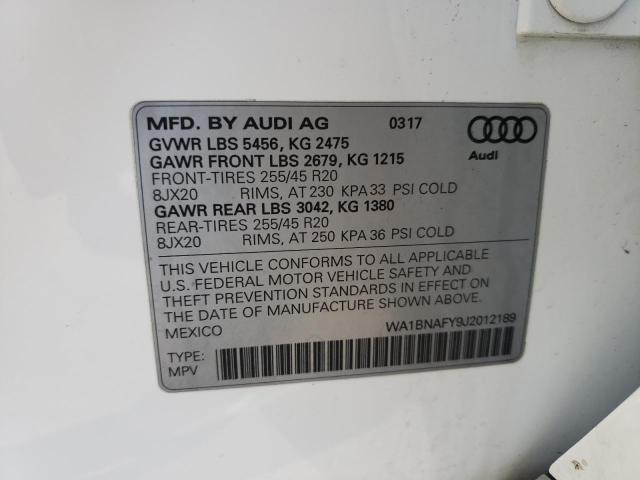 MFD. BY AUDI AG 0317
GVWR LBS 5456, KG 2475
GAWR FRONT LBS 2679, KG 1215
FRONT-TIRES 255/45 R20
8JX20 RIMS, AT 230 KPA 33 PSI COLD
GAWR REAR LBS 3042, KG 1380
REAR-TIRES 255/45 R20
8JX20 RIMS, AT 250 KPA 36 PSI COLD
Audi
THIS VEHICLE CONFORMS TO ALL APPLICABLE
U.S. FEDERAL MOTOR VEHICLE SAFETY AND
THEFT PREVENTION STANDARDS IN EFFECT ON
THE DATE OF MANUFACTURE SHOWN ABOVE.
MEXICO WA1BNAFY9J2012189
TYPE:
MPV